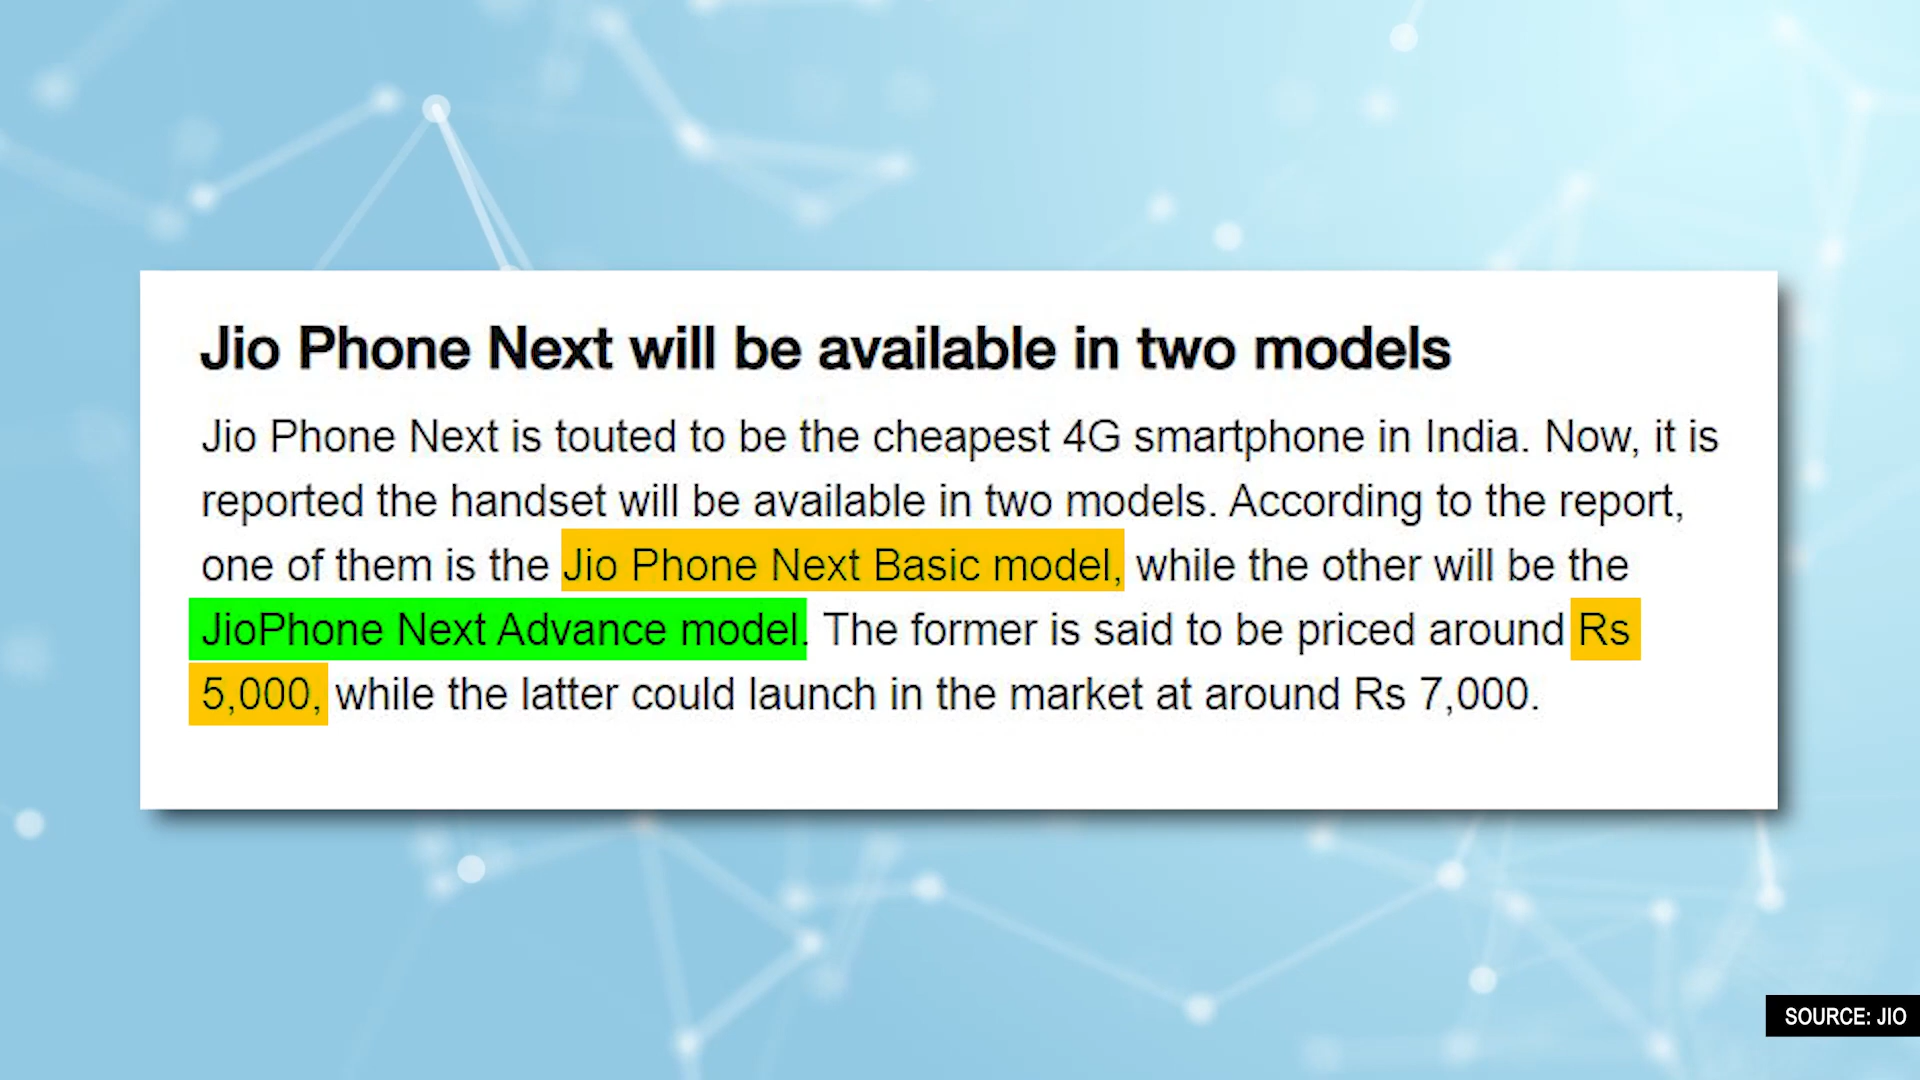 Jio Phone Next will be available in two models
Jio Phone Next is touted to be the cheapest 4G smartphone in India. Now, it is
reported the handset will be available in two models. According to the report,
one of them is the Jio Phone Next Basic model, while the other will be the
JioPhone Next Advance model. The former is said to be priced around Rs
5,000, while the latter could launch in the market at around Rs 7,000.
SOURCE: JIO